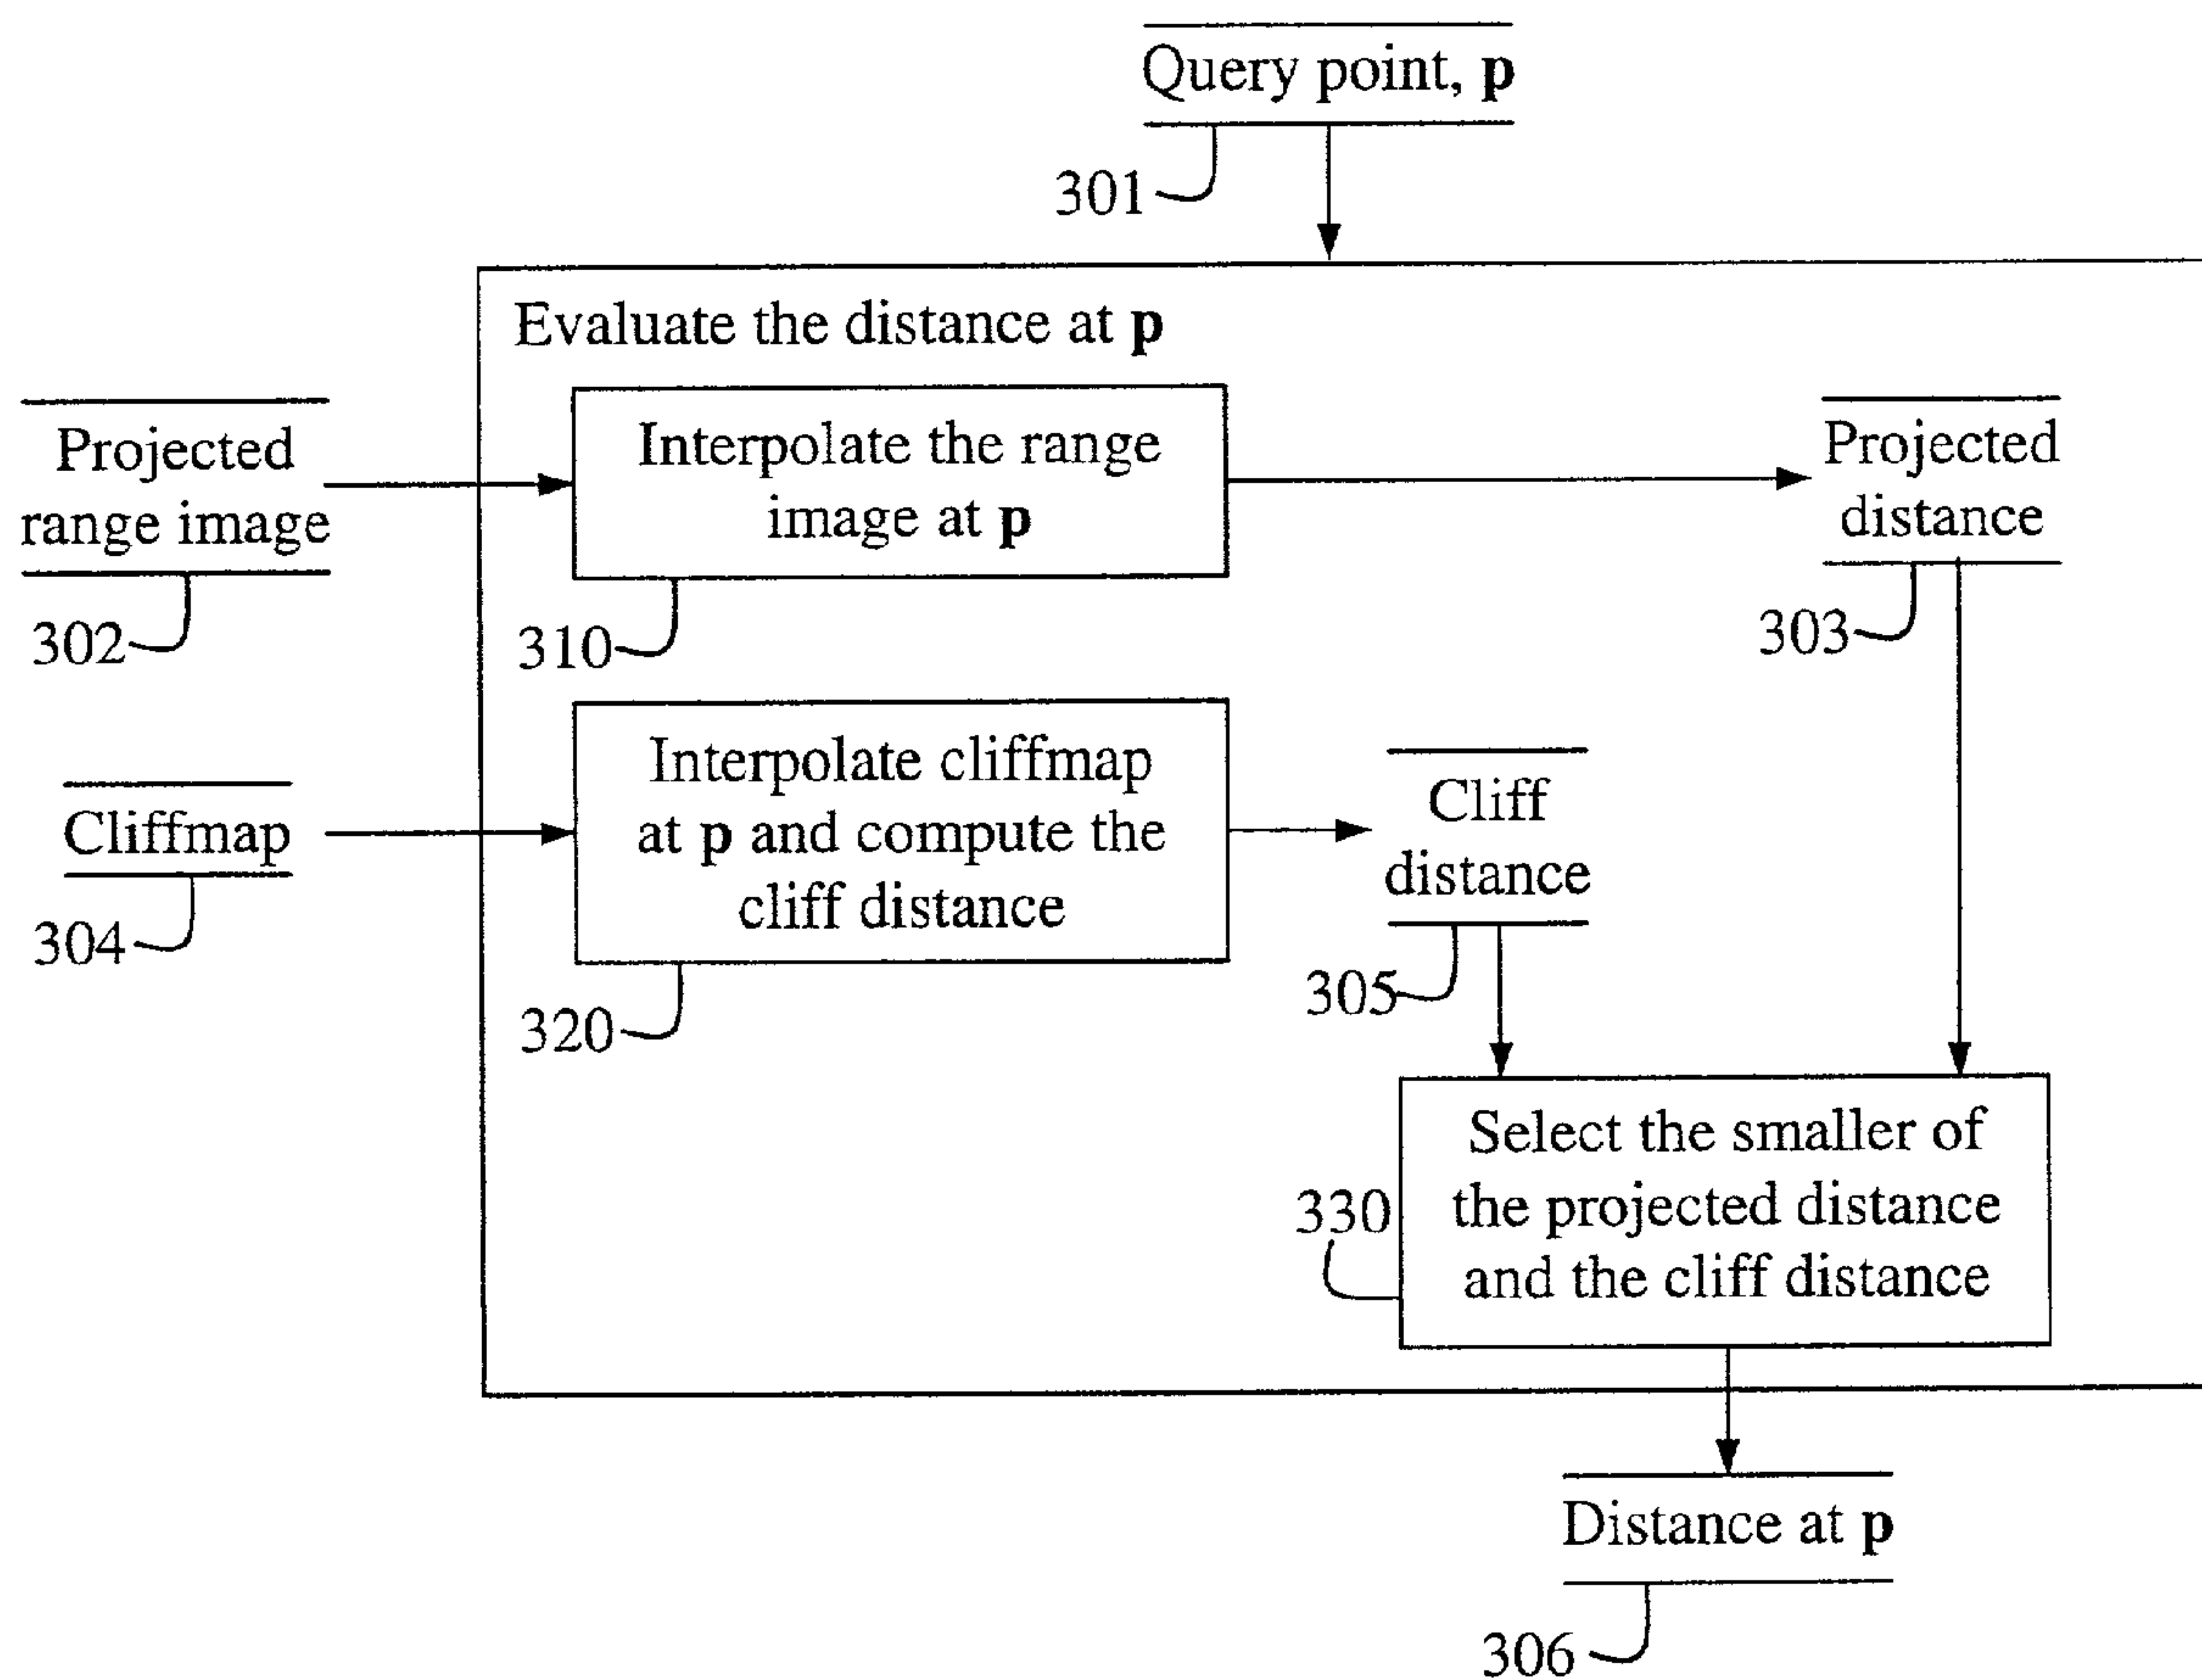 Query point, p
301
Evaluate the distance at p
Projected
range image
302
Interpolate the range
image at p
310
Projected
distance
303
Cliffmap
304
Interpolate cliffmap
at p and compute the
cliff distance
320
Cliff
distance
305
Select the smaller of
the projected distance
and the cliff distance
330
Distance at p
306